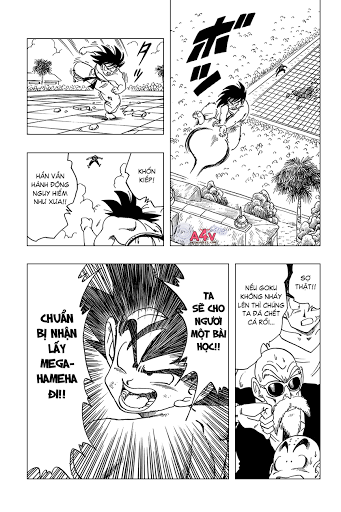 ボッ
タッ
KHỐN
KIẾP!
HẮN VẪN
HÀNH ĐỘNG
NGUY HIỂM
NHƯ XƯA!!
A4V
SỢ
THẬT!!
NẾU GOKU
KHÔNG NHẢY
LÊN THÌ CHÚNG
TA ĐÃ CHẾT
CẢ RỒI...
TA
SẼ CHO
NGƯƠI
MỘT BÀI
HỌC!!
CHUẨN
BỊ NHẬN
LẤY
MEGA-
HAMEHA
ĐI!!